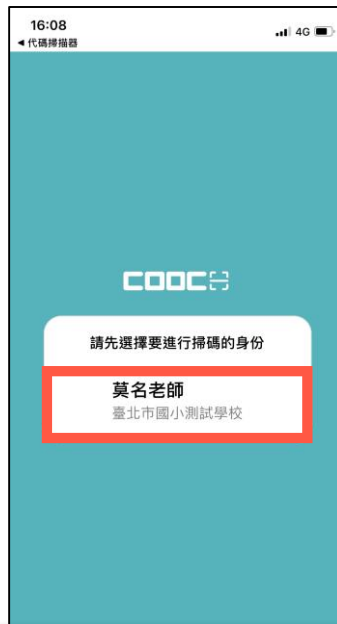 16:08
4G
◀ 代碼掃描器
COOC
請先選擇要進行掃碼的身份
莫名老師
臺北市國小測試學校